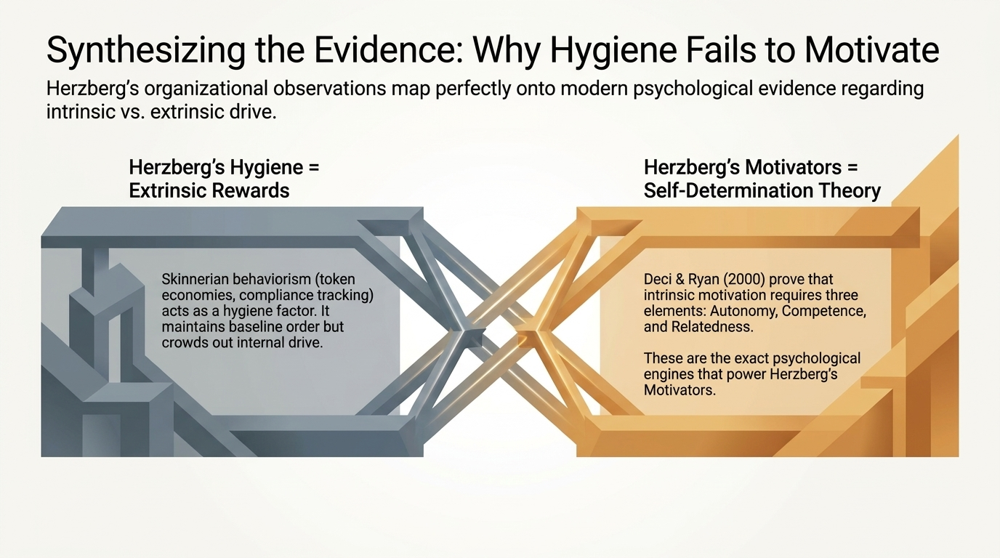 Synthesizing the Evidence: Why Hygiene Fails to Motivate
Herzberg’s organizational observations map perfectly onto modern psychological evidence regarding
intrinsic vs. extrinsic drive.
Herzberg’s Hygiene =
Extrinsic Rewards
Skinnerian behaviorism (token
economies, compliance tracking)
acts as a hygiene factor. It
maintains baseline order but
crowds out internal drive.
Herzberg’s Motivators =
Self-Determination Theory
Deci & Ryan (2000) prove that
intrinsic motivation requires three
elements: Autonomy, Competence,
and Relatedness.
These are the exact psychological
engines that power Herzberg’s
Motivators.